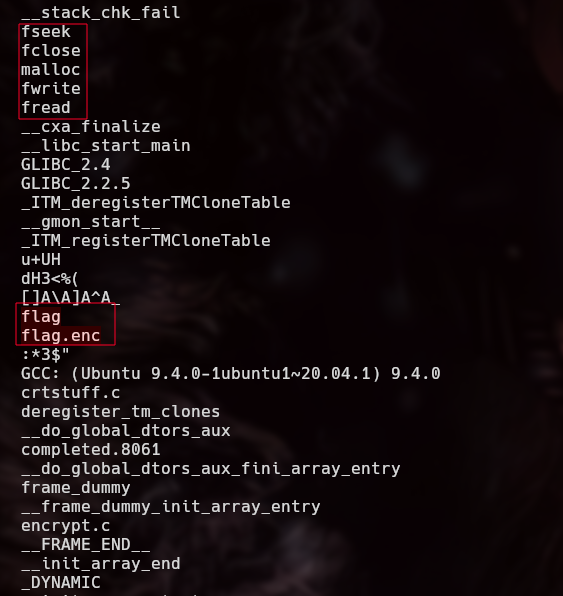 __stack_chk_fail
fseek
fclose
malloc
fwrite
fread
__cxa_finalize
__libc_start_main
GLIBC_2.4
GLIBC_2.2.5
_ITM_deregisterTMCloneTable
__gmon_start__
_ITM_registerTMCloneTable
u+UH
dH3<%(
[]A\A]A^A_
flag
flag.enc
:*3$"
GCC: (Ubuntu 9.4.0-1ubuntu1~20.04.1) 9.4.0
crtstuff.c
deregister_tm_clones
__do_global_dtors_aux
completed.8061
__do_global_dtors_aux_fini_array_entry
frame_dummy
__frame_dummy_init_array_entry
encrypt.c
__FRAME_END__
__init_array_end
_DYNAMIC